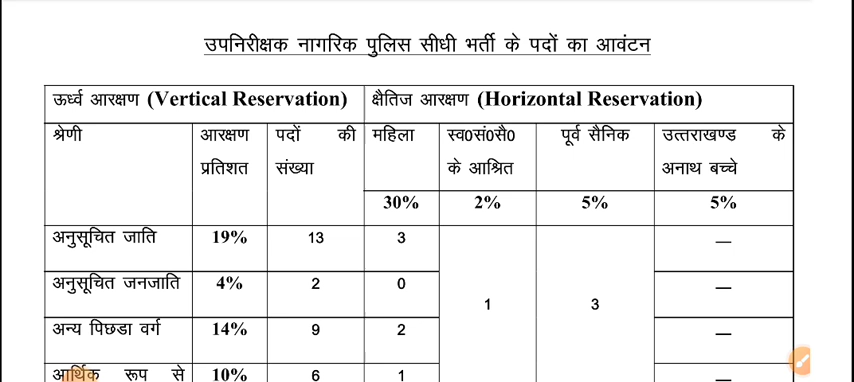 उपनिरीक्षक नागरिक पुलिस सीधी भर्ती के पदों का आवंटन
ऊर्ध्व आरक्षण (Vertical Reservation) क्षैतिज आरक्षण (Horizontal Reservation)
श्रेणी आरक्षण पदों की महिला स्व0सं0सै0 पूर्व सैनिक उत्तराखण्ड के
प्रतिशत संख्या के आश्रित अनाथ बच्चे
30% 2% 5% 5%
अनुसूचित जाति 19% 13 3 —
अनुसूचित जनजाति 4% 2 0 —
1 3
अन्य पिछडा वर्ग 14% 9 2 —
आर्थिक रूप से 10% 6 1 —